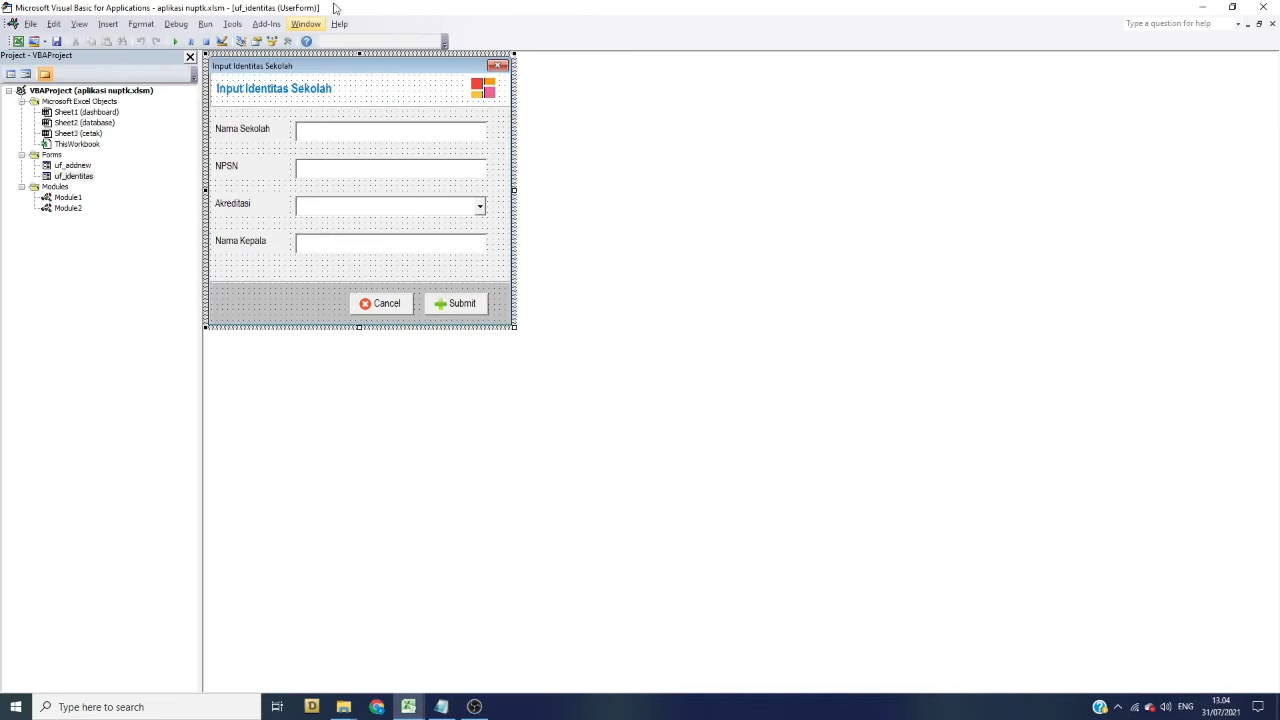 Microsoft Visual Basic for Applications - aplikasi nuptk.xlsm - [uf_identitas (UserForm)]
File Edit View Insert Format Debug Run Tools Add-Ins Window Help
Type a question for help
Project - VBAProject
VBAProject (aplikasi nuptk.xlsm)
Microsoft Excel Objects
Sheet1 (dashboard)
Sheet2 (database)
Sheet3 (cetak)
ThisWorkbook
Forms
uf_addnew
uf_identitas
Modules
Module1
Module2
Input Identitas Sekolah
Input Identitas Sekolah
Nama Sekolah
NPSN
Akreditasi
Nama Kepala
Cancel
Submit
Type here to search
ENG
13.04
31/07/2021